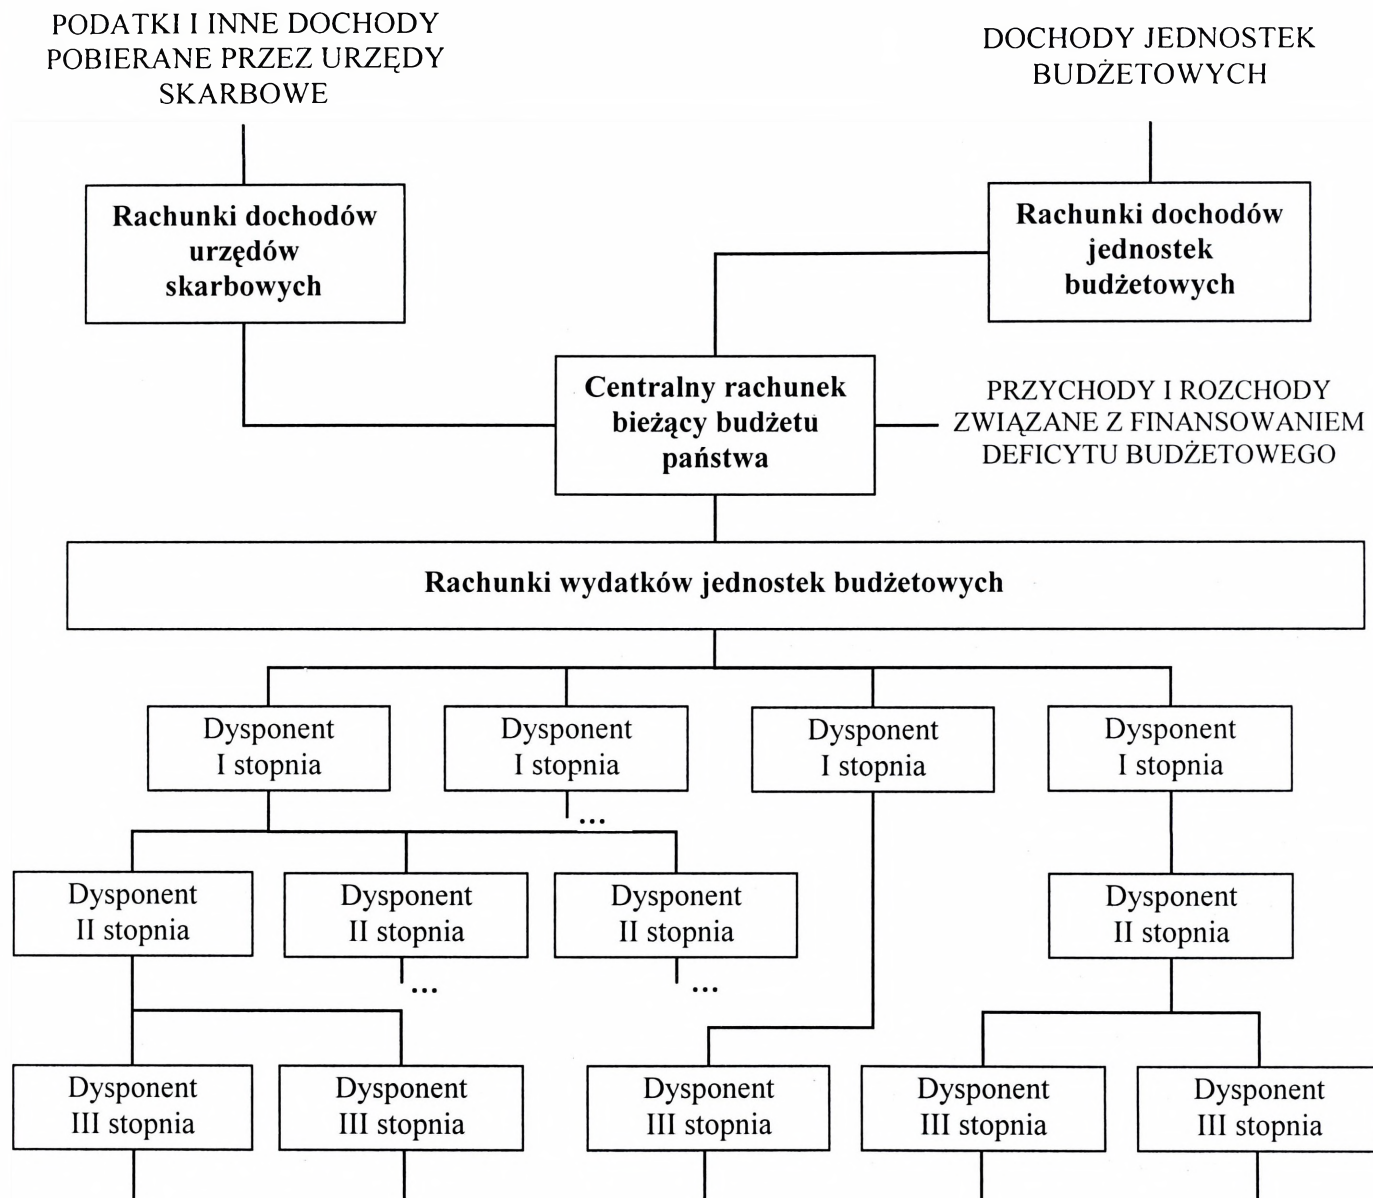 PODATKI I INNE DOCHODY
POBIERANE PRZEZ URZĘDY
SKARBOWE
DOCHODY JEDNOSTEK
BUDŻETOWYCH
Rachunki dochodów
urzędów
skarbowych
Rachunki dochodów
jednostek
budżetowych
Centralny rachunek
bieżący budżetu
państwa
PRZYCHODY I ROZCHODY
ZWIĄZANE Z FINANSOWANIEM
DEFICYTU BUDŻETOWEGO
Rachunki wydatków jednostek budżetowych
Dysponent
I stopnia
Dysponent
I stopnia
Dysponent
I stopnia
Dysponent
I stopnia
...
Dysponent
II stopnia
Dysponent
II stopnia
Dysponent
II stopnia
Dysponent
II stopnia
...
...
Dysponent
III stopnia
Dysponent
III stopnia
Dysponent
III stopnia
Dysponent
III stopnia
Dysponent
III stopnia